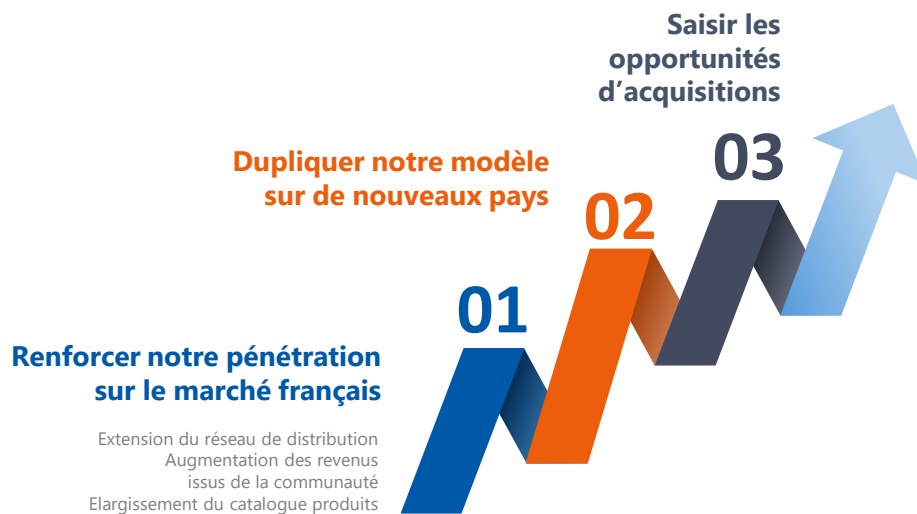 Saisir les
opportunités
d’acquisitions
03
Dupliquer notre modèle
sur de nouveaux pays
02
01
Renforcer notre pénétration
sur le marché français
Extension du réseau de distribution
Augmentation des revenus
issus de la communauté
Elargissement du catalogue produits